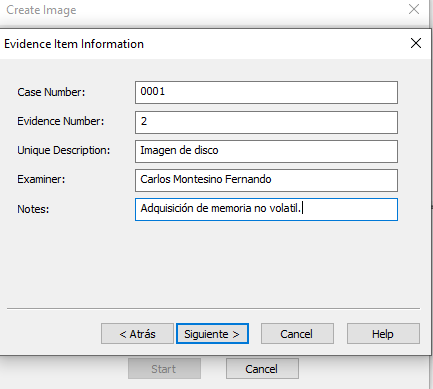 Create Image
Evidence Item Information
Case Number: 0001
Evidence Number: 2
Unique Description: Imagen de disco
Examiner: Carlos Montesino Fernando
Notes: Adquisición de memoria no volatil.
< Atrás Siguiente > Cancel Help
Start Cancel